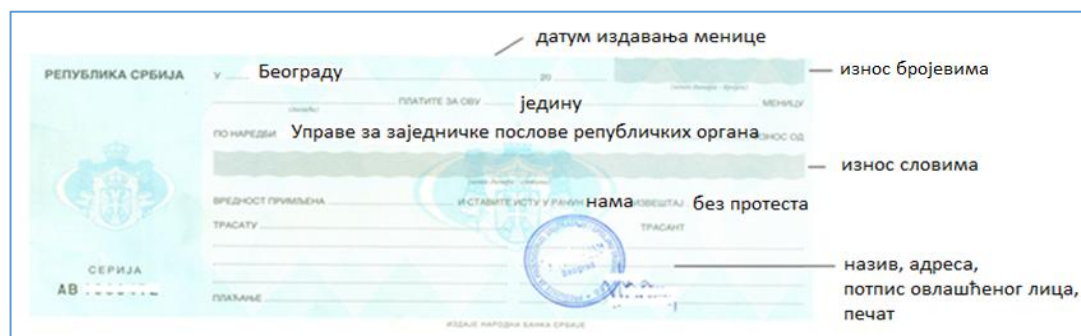 датум издавања менице
РЕПУБЛИКА СРБИЈА
У Београду 20
износ бројевима
ПЛАТИТЕ ЗА ОВУ једину МЕНИЦУ
ПО НАРЕДБИ Управе за заједничке послове републичких органа ИЗНОС ОД
износ словима
ВРЕДНОСТ ПРИМЉЕНА И СТАВИТЕ ИСТУ У РАЧУН нама ИЗВЕШТАЈ без протеста
ТРАСАТУ ТРАСАНТ
СЕРИЈА
АВ
ПЛАЋАЊЕ
назив, адреса,
потпис овлашћеног лица,
печат
ИЗДАЈЕ НАРОДНА БАНКА СРБИЈЕ